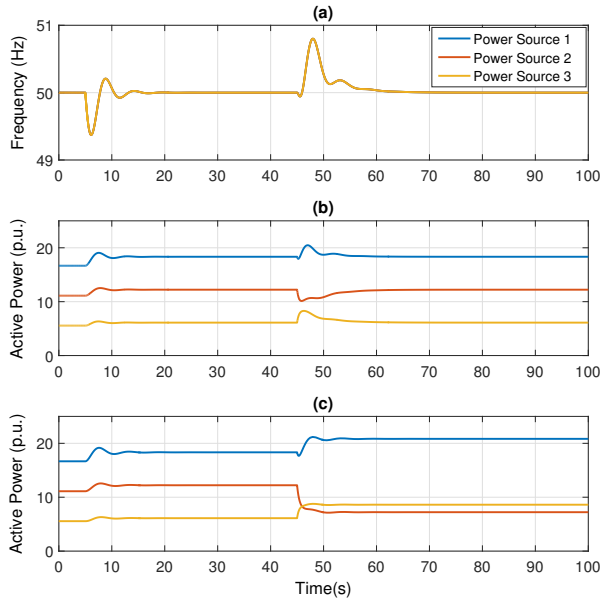 (a)
Frequency (Hz)
51
50
49
Power Source 1
Power Source 2
Power Source 3
0 10 20 30 40 50 60 70 80 90 100
(b)
Active Power (p.u.)
20
10
0
0 10 20 30 40 50 60 70 80 90 100
(c)
Active Power (p.u.)
20
10
0
0 10 20 30 40 50 60 70 80 90 100
Time(s)